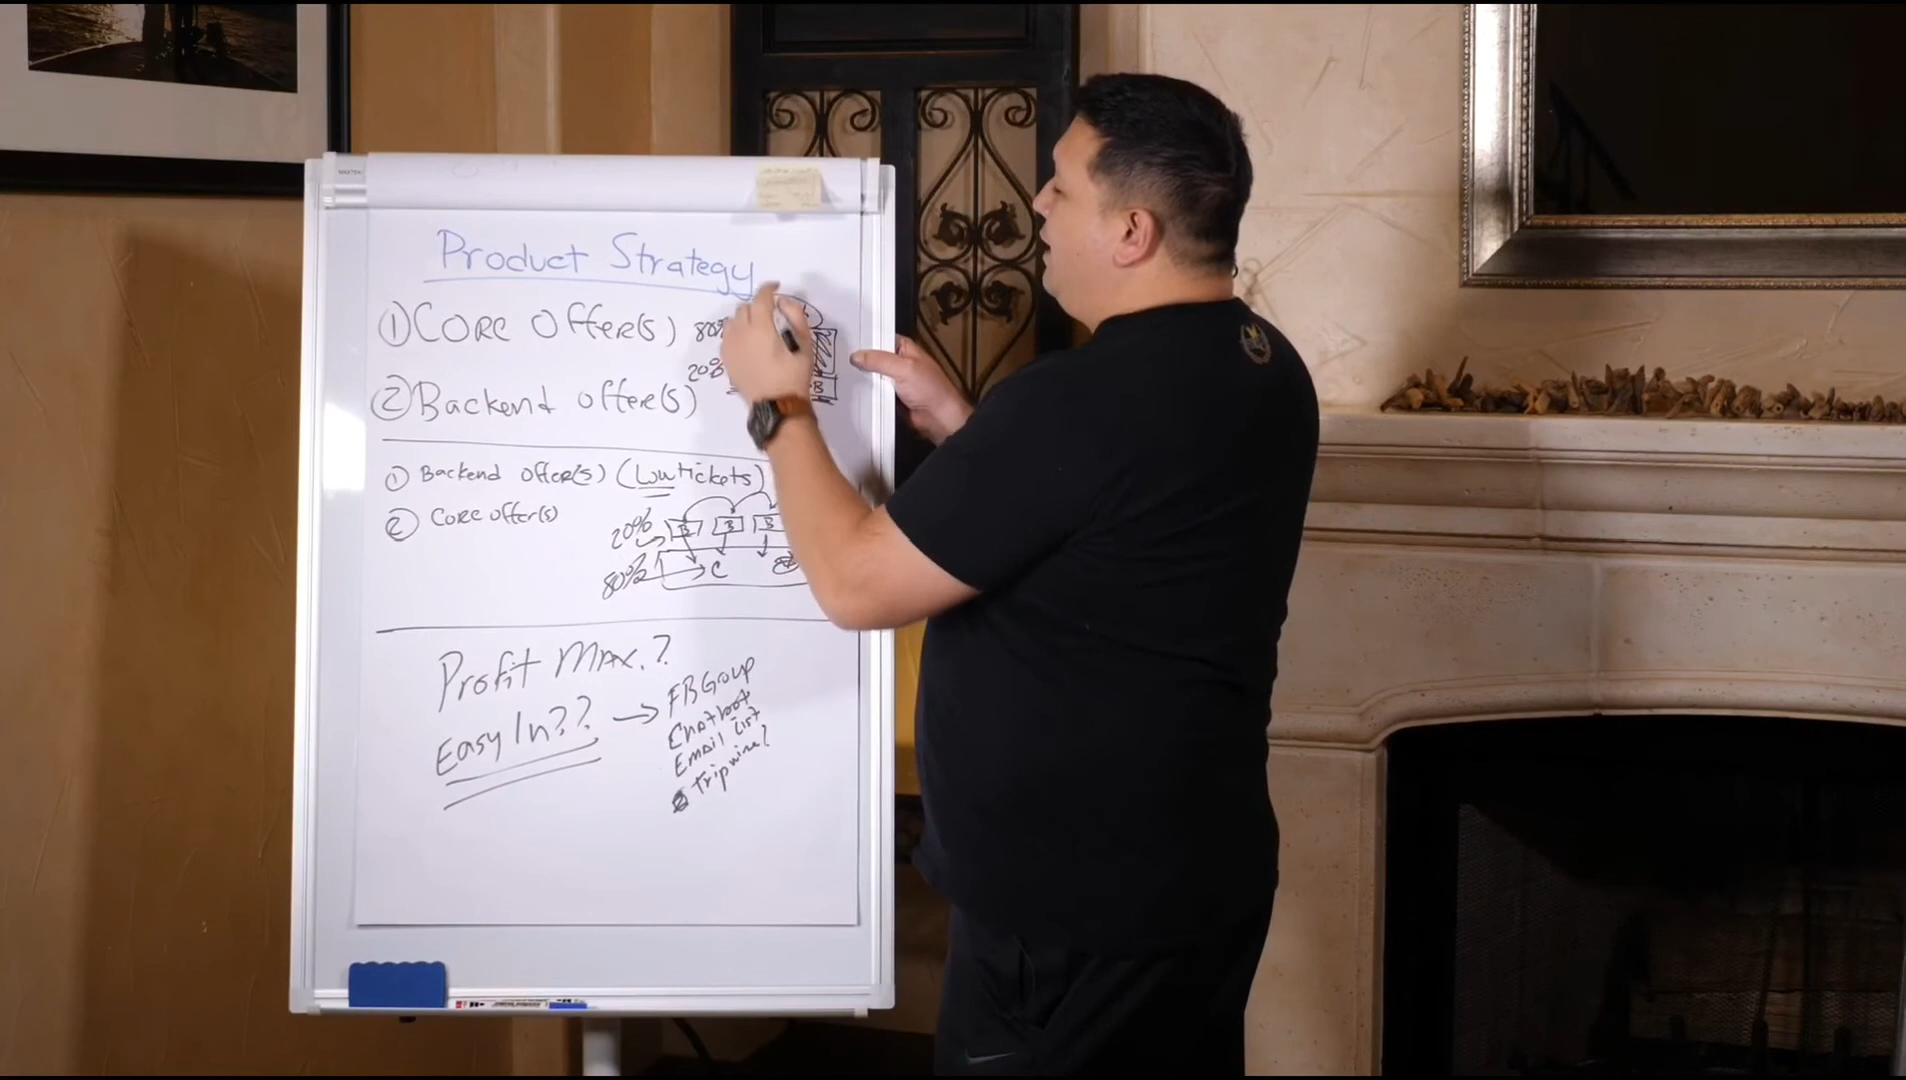 Product Strategy
① Core Offer(s) 80%
② Backend offer(s) 20%
B
① Backend offer(s) (Low tickets)
② Core offer(s)
20% B B B
80% C
Profit Max.?
Easy In?? → FB Group
Chatbot
Email List
tripwire?